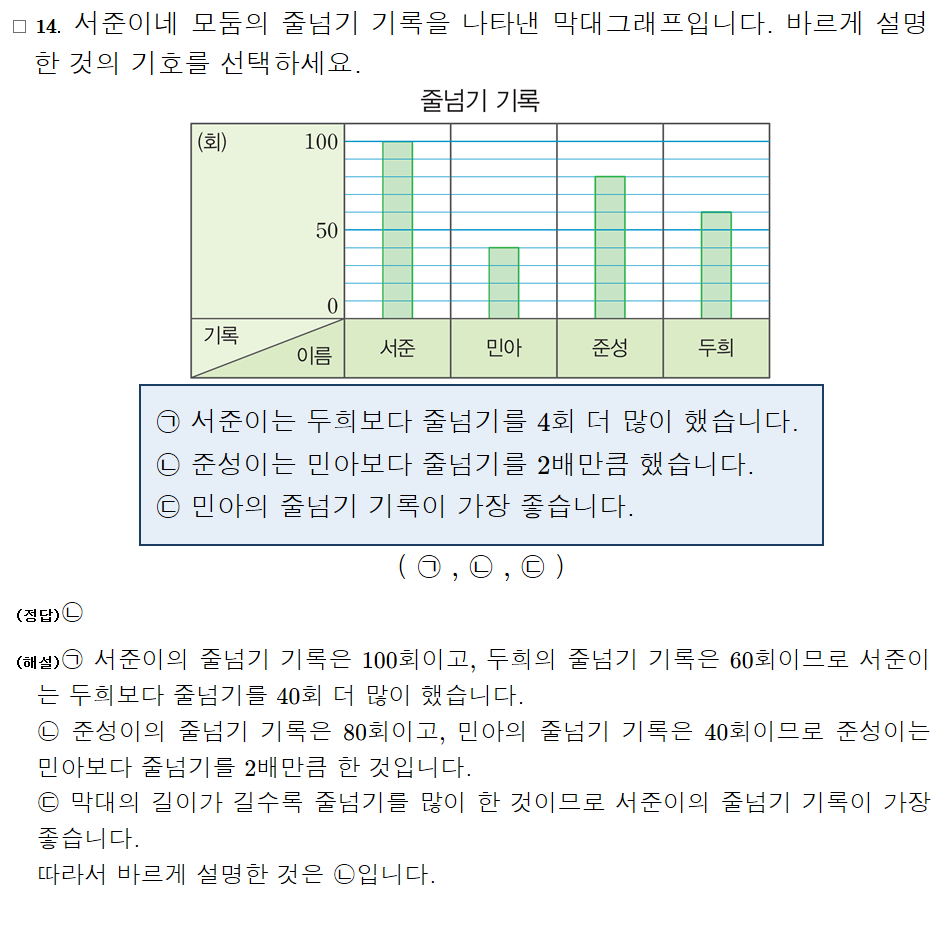 □ 14. 서준이네 모둠의 줄넘기 기록을 나타낸 막대그래프입니다. 바르게 설명
한 것의 기호를 선택하세요.
줄넘기 기록
(회) 100
50
0
기록
이름
서준 민아 준성 두희
㉠ 서준이는 두희보다 줄넘기를 4회 더 많이 했습니다.
㉡ 준성이는 민아보다 줄넘기를 2배만큼 했습니다.
㉢ 민아의 줄넘기 기록이 가장 좋습니다.
( ㉠ , ㉡ , ㉢ )
(정답)㉡
(해설)㉠ 서준이의 줄넘기 기록은 100회이고, 두희의 줄넘기 기록은 60회이므로 서준이
는 두희보다 줄넘기를 40회 더 많이 했습니다.
㉡ 준성이의 줄넘기 기록은 80회이고, 민아의 줄넘기 기록은 40회이므로 준성이는
민아보다 줄넘기를 2배만큼 한 것입니다.
㉢ 막대의 길이가 길수록 줄넘기를 많이 한 것이므로 서준이의 줄넘기 기록이 가장
좋습니다.
따라서 바르게 설명한 것은 ㉡입니다.